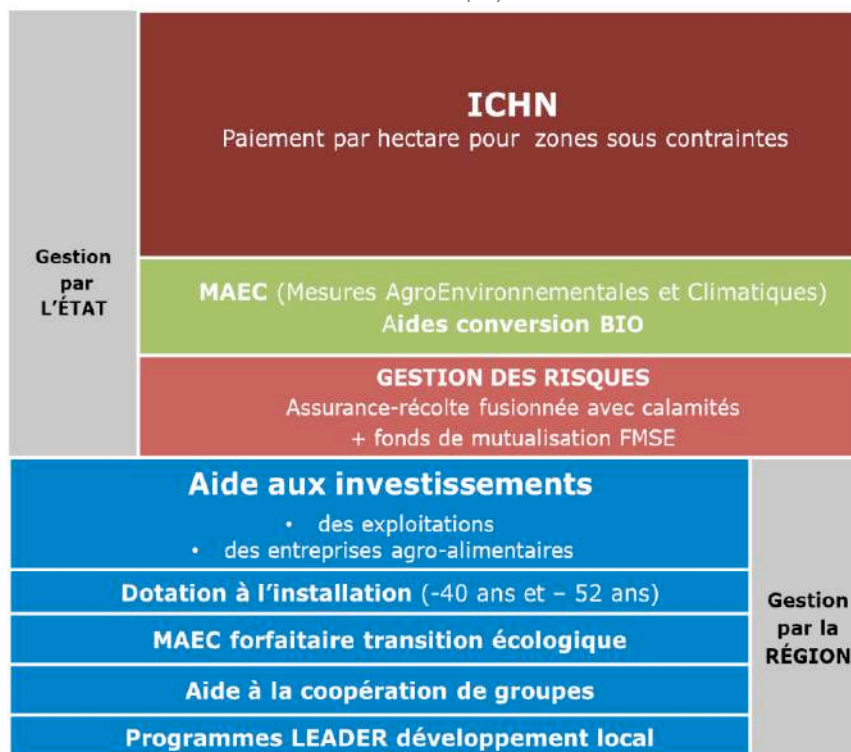 ICHN
Paiement par hectare pour zones sous contraintes
Gestion
par
L'ÉTAT
MAEC (Mesures AgroEnvironnementales et Climatiques)
Aides conversion BIO
GESTION DES RISQUES
Assurance-récolte fusionnée avec calamités
+ fonds de mutualisation FMSE
Aide aux investissements
• des exploitations
• des entreprises agro-alimentaires
Dotation à l'installation (-40 ans et – 52 ans)
MAEC forfaitaire transition écologique
Aide à la coopération de groupes
Programmes LEADER développement local
Gestion
par la
RÉGION